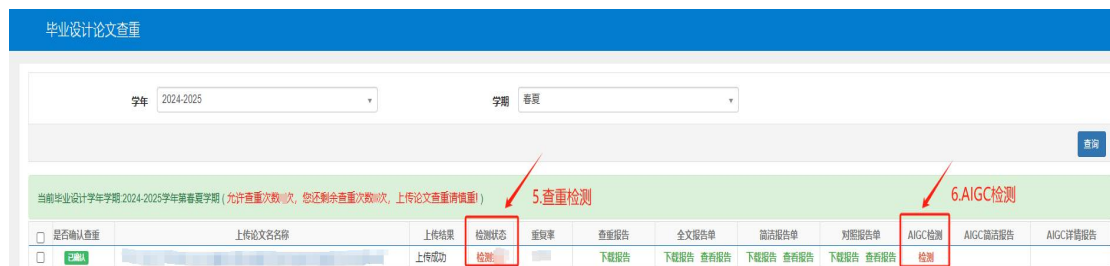 毕业设计论文查重
学年 2024-2025 学期 春夏
查询
当前毕业设计学年学期:2024-2025学年第春夏学期 ( 允许查重次数 次, 您还剩余查重次数 次, 上传论文查重请慎重! )
5.查重检测
6.AIGC检测
是否确认查重 上传论文名名称 上传结果 检测状态 重复率 查重报告 全文报告单 简洁报告单 对照报告单 AIGC检测 AIGC简洁报告 AIGC详情报告
已确认 上传成功 检测 下载报告 下载报告 查看报告 下载报告 查看报告 下载报告 查看报告 检测